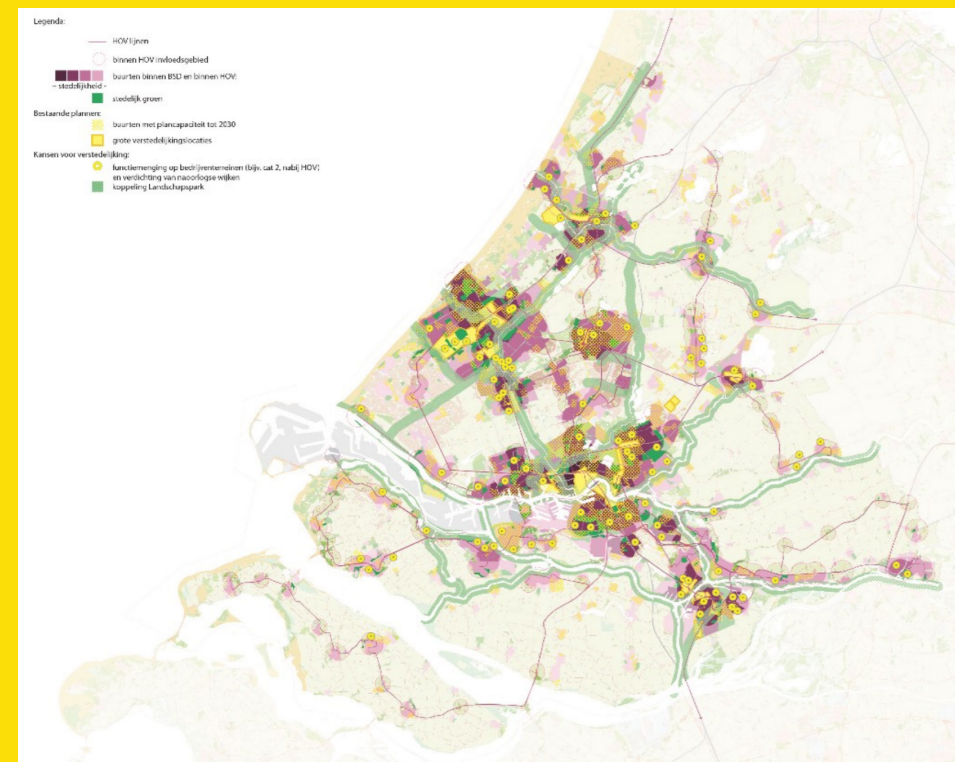 Legenda:
HOV lijnen
binnen HOV invloedsgebied
buurten binnen BSD en binnen HOV:
- stedelijkheid -
stedelijk groen
Bestaande plannen:
buurten met plancapaciteit tot 2030
grote verstedelijkingslocaties
Kansen voor verstedelijking:
functiemenging op bedrijventerreinen (bijv. cat 2, nabij HOV)
en verdichting van naoorlogse wijken
koppeling Landschapspark